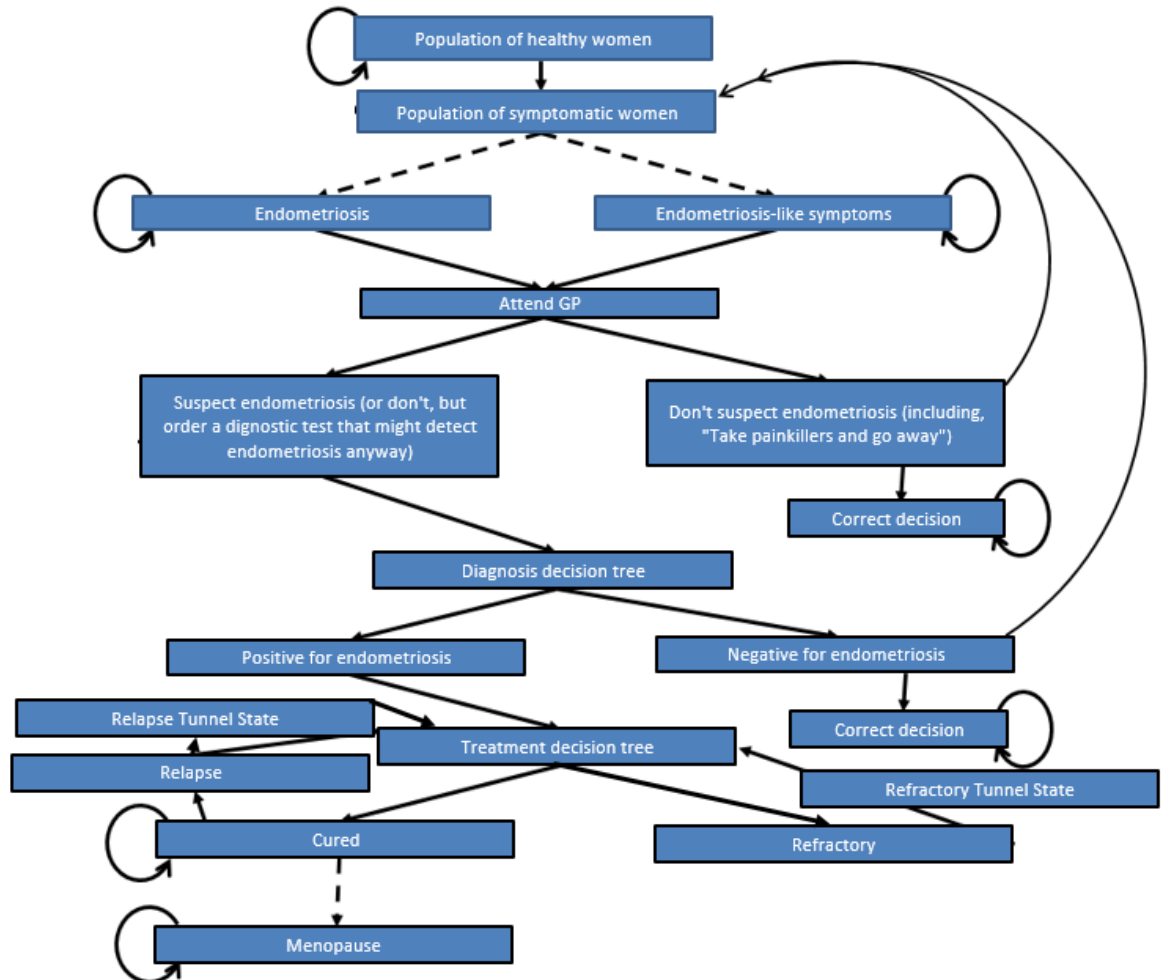 Population of healthy women
Population of symptomatic women
Endometriosis
Endometriosis-like symptoms
Attend GP
Suspect endometriosis (or don't, but
order a dignostic test that might detect
endometriosis anyway)
Don't suspect endometriosis (including,
"Take painkillers and go away")
Correct decision
Diagnosis decision tree
Positive for endometriosis
Negative for endometriosis
Relapse Tunnel State
Correct decision
Treatment decision tree
Relapse
Refractory Tunnel State
Cured
Refractory
Menopause